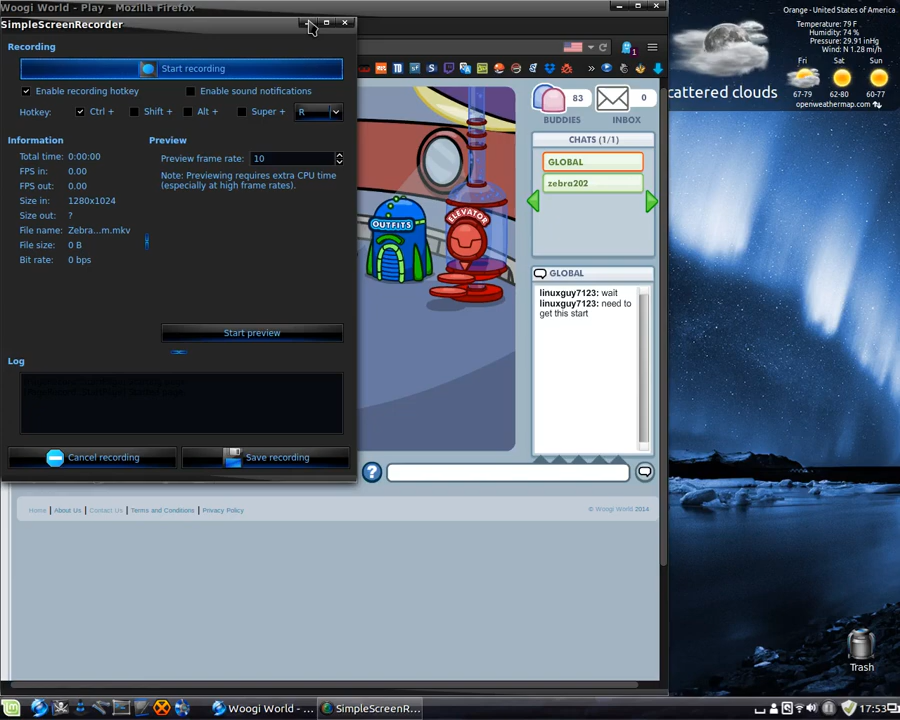 Woogi World - Play - Mozilla Firefox
SimpleScreenRecorder
Recording
Start recording
Enable recording hotkey
Enable sound notifications
Hotkey:
Ctrl +
Shift +
Alt +
Super +
R
Information
Total time: 0:00:00
FPS in: 0.00
FPS out: 0.00
Size in: 1280x1024
Size out: ?
File name: Zebra...m.mkv
File size: 0 B
Bit rate: 0 bps
Preview
Preview frame rate: 10
Note: Previewing requires extra CPU time
(especially at high frame rates).
Start preview
Log
Cancel recording
Save recording
OUTFITS
ELEVATOR
83
0
BUDDIES
INBOX
CHATS (1/1)
GLOBAL
zebra202
GLOBAL
linuxguy7123: wait
linuxguy7123: need to
get this start
?
Home | About Us | Contact Us | Terms and Conditions | Privacy Policy
© Woogi World 2014
Orange - United States of America
Temperature: 79 F
Humidity: 74 %
Pressure: 29.91 inHg
Wind: N 1.28 mi/h
cattered clouds
Fri
Sat
Sun
67-79
60-77
60-77
openweathermap.com
Trash
Woogi World - ...
SimpleScreenR...
17:53